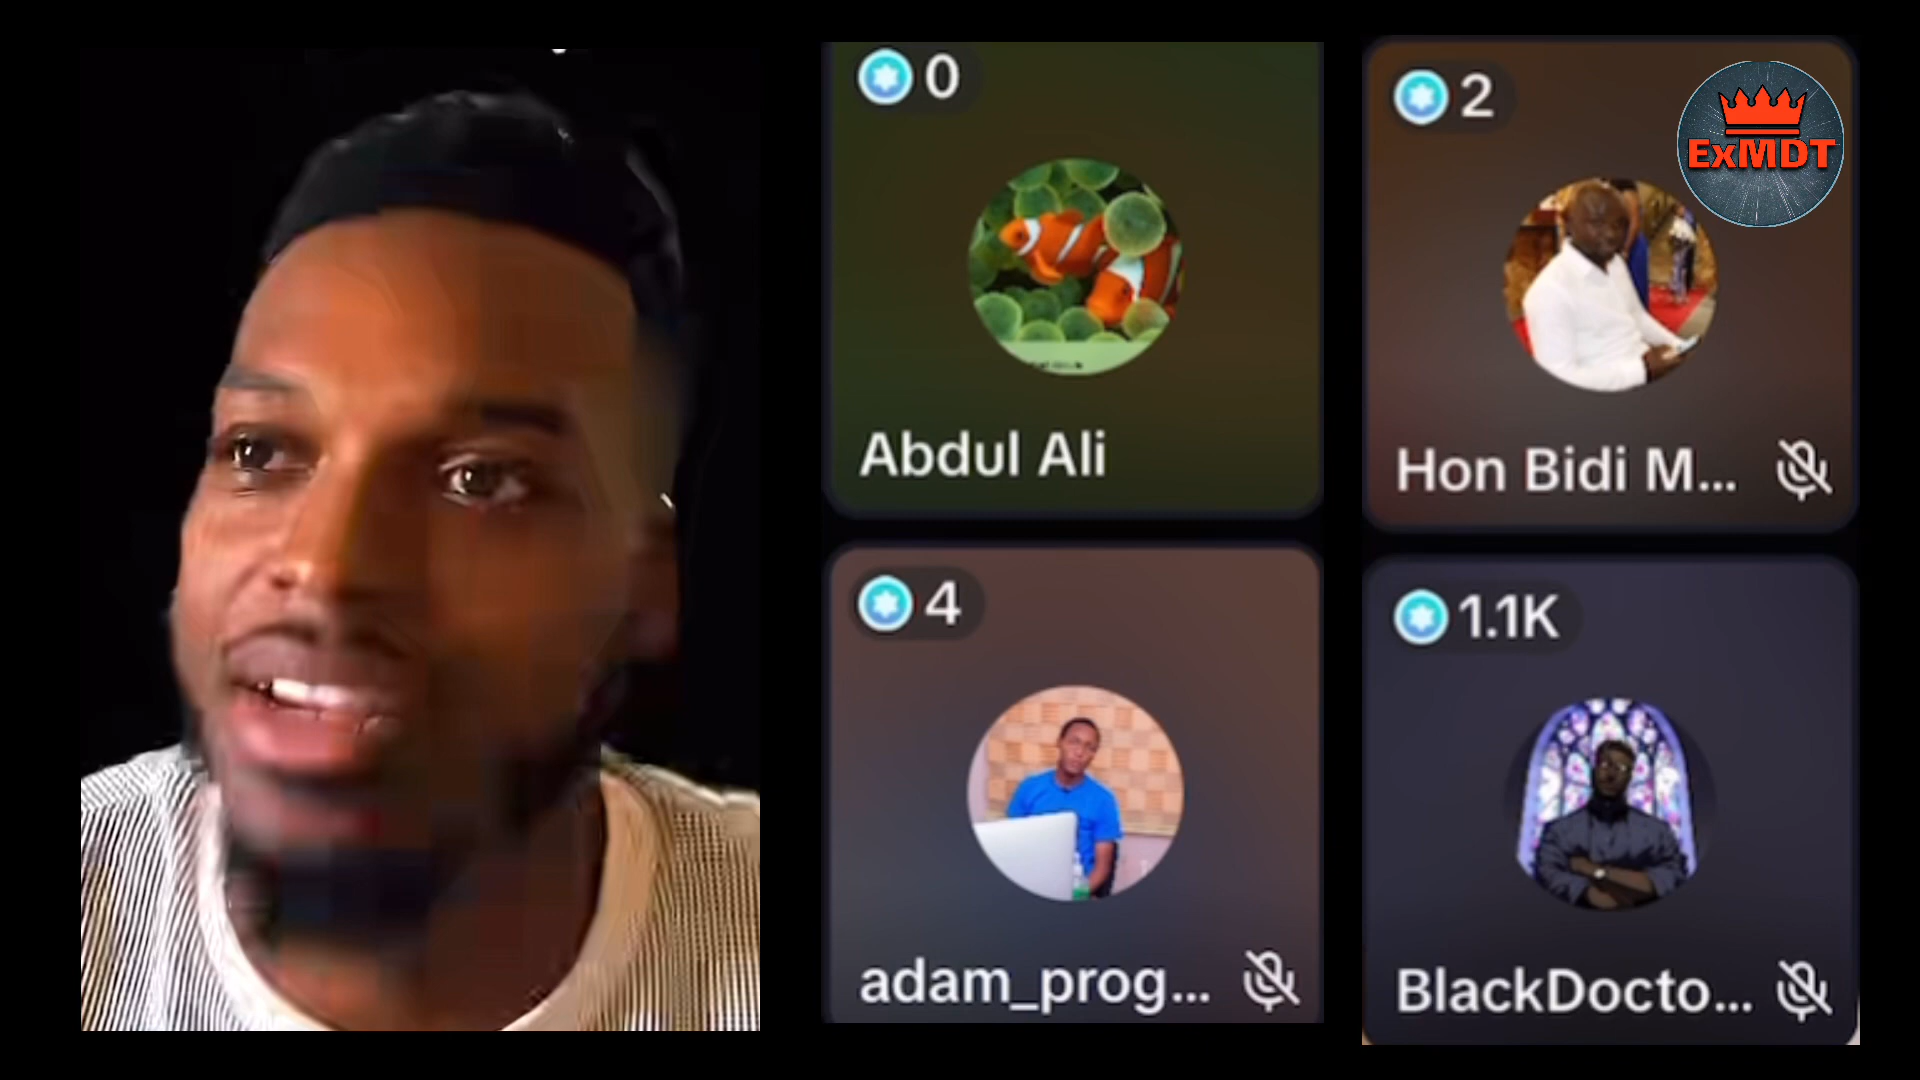 0
Abdul Ali
2
ExMDT
Hon Bidi M...
4
adam_prog...
1.1K
BlackDocto...